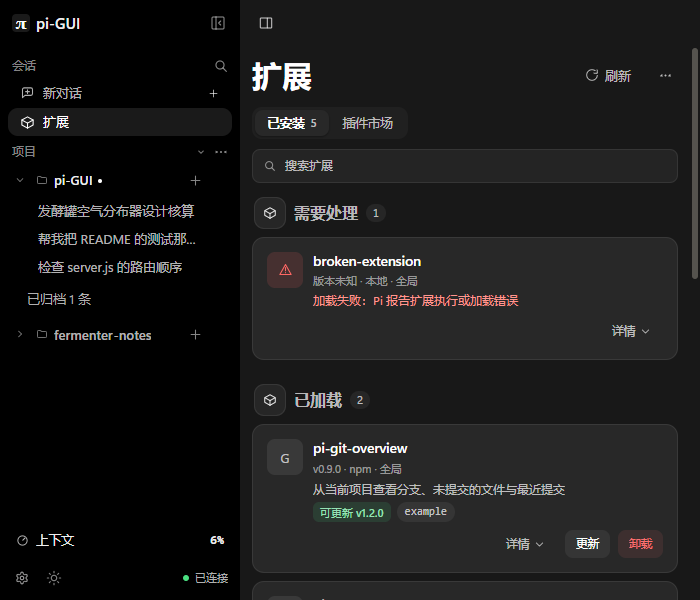 π pi-GUI
会话
新对话 +
扩展
项目
pi-GUI • +
发酵罐空气分布器设计核算
帮我把 README 的测试那...
检查 server.js 的路由顺序
已归档 1 条
fermenter-notes +
上下文 6%
已连接
扩展
刷新 ...
已安装 5 插件市场
搜索扩展
需要处理 1
broken-extension
版本未知 · 本地 · 全局
加载失败：Pi 报告扩展执行或加载错误
详情
已加载 2
G
pi-git-overview
v0.9.0 · npm · 全局
从当前项目查看分支、未提交的文件与最近提交
可更新 v1.2.0 example
详情 更新 卸载